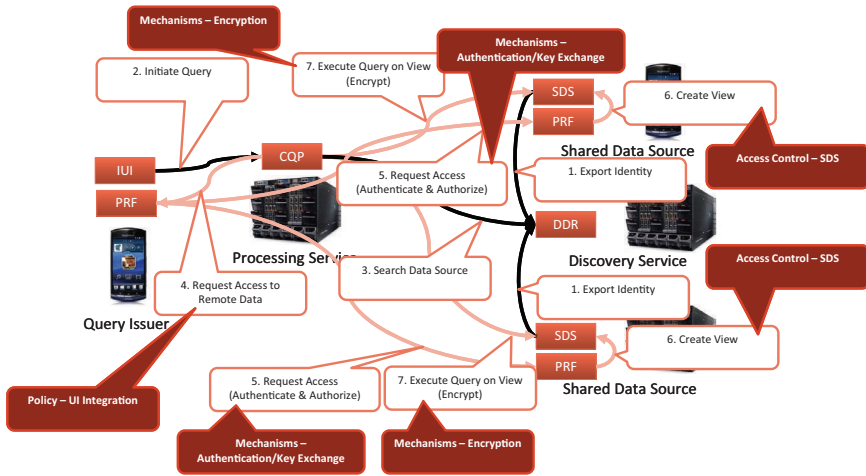 Mechanisms – Encryption
2. Initiate Query
7. Execute Query on View
(Encrypt)
Mechanisms –
Authentication/Key Exchange
SDS
PRF
6. Create View
Shared Data Source
Access Control – SDS
IUI
PRF
CQP
5. Request Access
(Authenticate & Authorize)
1. Export Identity
DDR
Processing Service
Discovery Service
3. Search Data Source
4. Request Access to
Remote Data
Query Issuer
1. Export Identity
Access Control – SDS
SDS
PRF
6. Create View
Shared Data Source
5. Request Access
(Authenticate & Authorize)
7. Execute Query on View
(Encrypt)
Policy – UI Integration
Mechanisms –
Authentication/Key Exchange
Mechanisms – Encryption